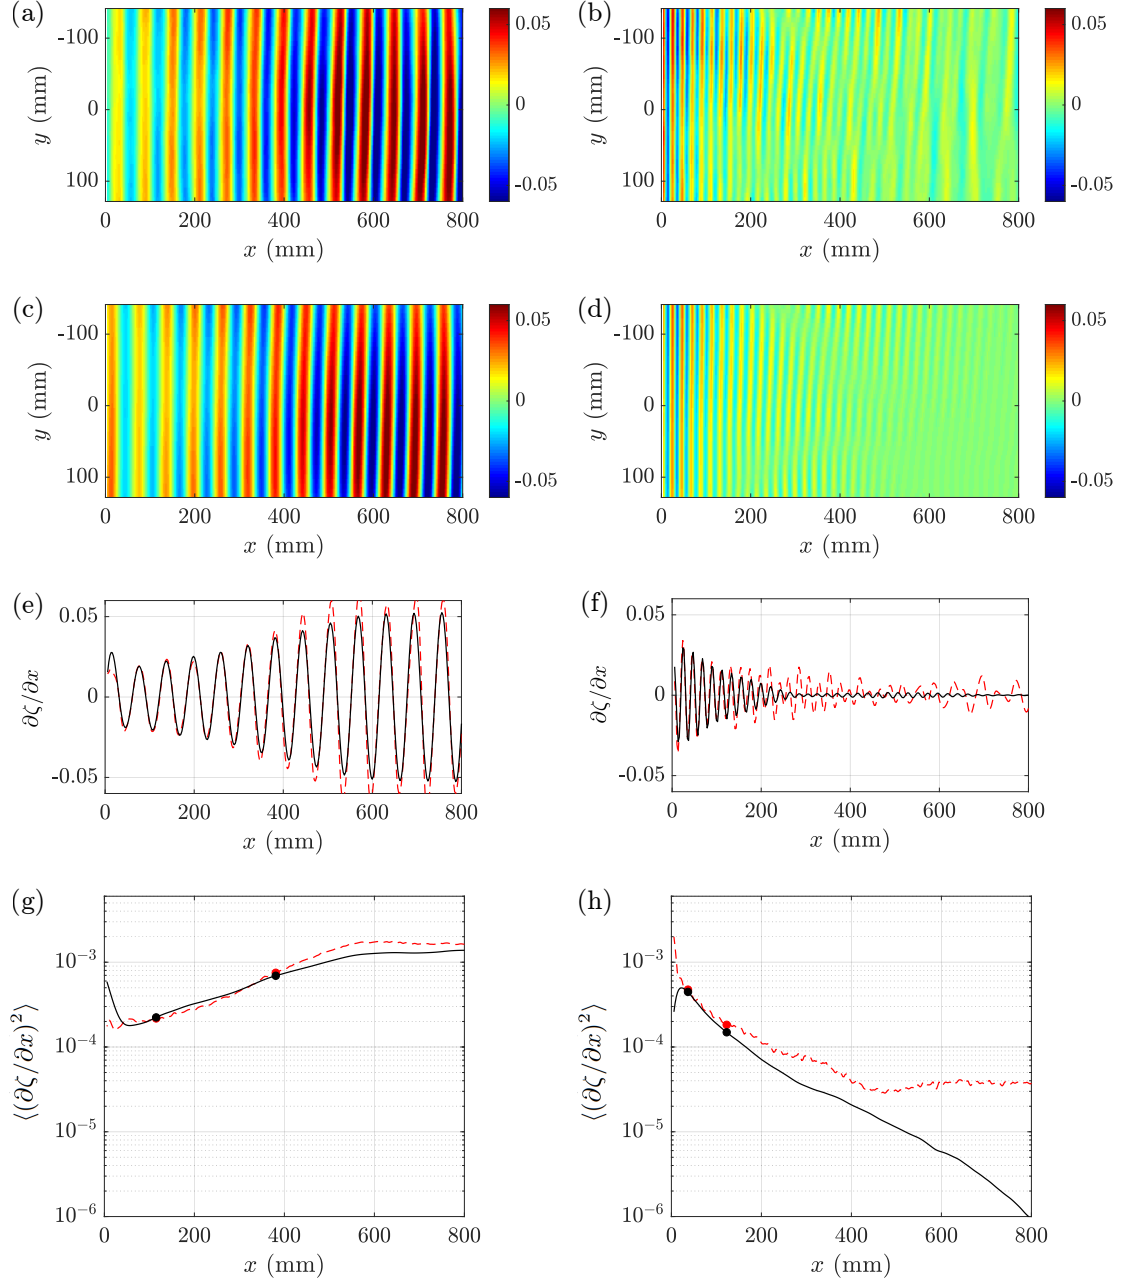 (a) (b)
0.05 0.05
-100 -100
y (mm) y (mm)
0 0 0 0
100 100
-0.05 -0.05
0 200 400 600 800 0 200 400 600 800
x (mm) x (mm)
(c) (d)
0.05 0.05
-100 -100
y (mm) y (mm)
0 0 0 0
100 100
-0.05 -0.05
0 200 400 600 800 0 200 400 600 800
x (mm) x (mm)
(e) (f)
0.05 0.05
∂ζ/∂x ∂ζ/∂x
0 0
-0.05 -0.05
0 200 400 600 800 0 200 400 600 800
x (mm) x (mm)
(g) (h)
10⁻³ 10⁻³
⟨(∂ζ/∂x)²⟩ ⟨(∂ζ/∂x)²⟩
10⁻⁴ 10⁻⁴
10⁻⁵ 10⁻⁵
10⁻⁶ 10⁻⁶
0 200 400 600 800 0 200 400 600 800
x (mm) x (mm)